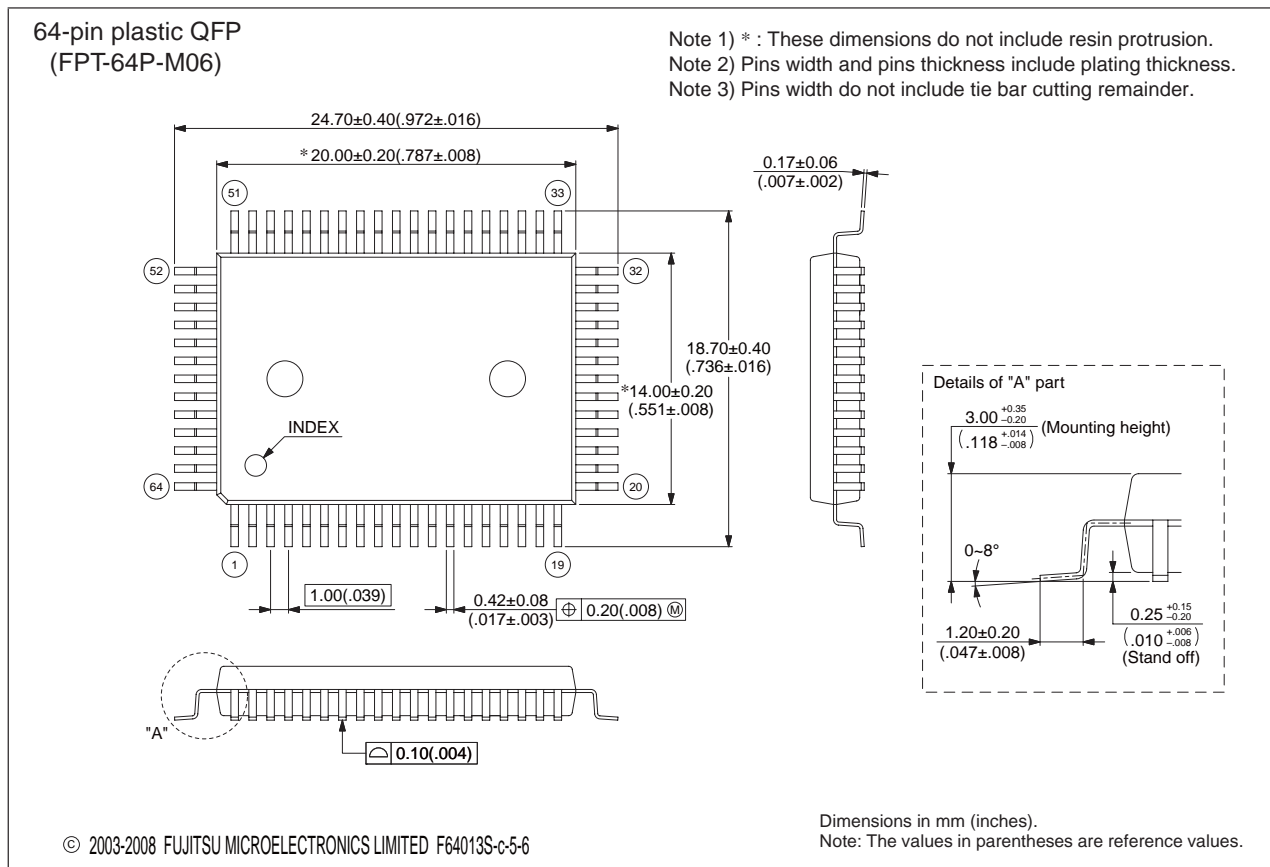 64-pin plastic QFP
(FPT-64P-M06)
Note 1) * : These dimensions do not include resin protrusion.
Note 2) Pins width and pins thickness include plating thickness.
Note 3) Pins width do not include tie bar cutting remainder.
24.70±0.40(.972±.016)
*20.00±0.20(.787±.008)
0.17±0.06
(.007±.002)
51
33
52
32
18.70±0.40
(.736±.016)
*14.00±0.20
(.551±.008)
INDEX
64
20
1
19
1.00(.039)
0.42±0.08
(.017±.003)
⌖ 0.20(.008) Ⓜ
Details of "A" part
3.00 +0.35 –0.20 (Mounting height)
(.118 +.014 –.008)
0~8°
0.25 +0.15 –0.20
1.20±0.20
(.010 +.006 –.008)
(.047±.008)
(Stand off)
"A"
⌓ 0.10(.004)
© 2003-2008 FUJITSU MICROELECTRONICS LIMITED F64013S-c-5-6
Dimensions in mm (inches).
Note: The values in parentheses are reference values.